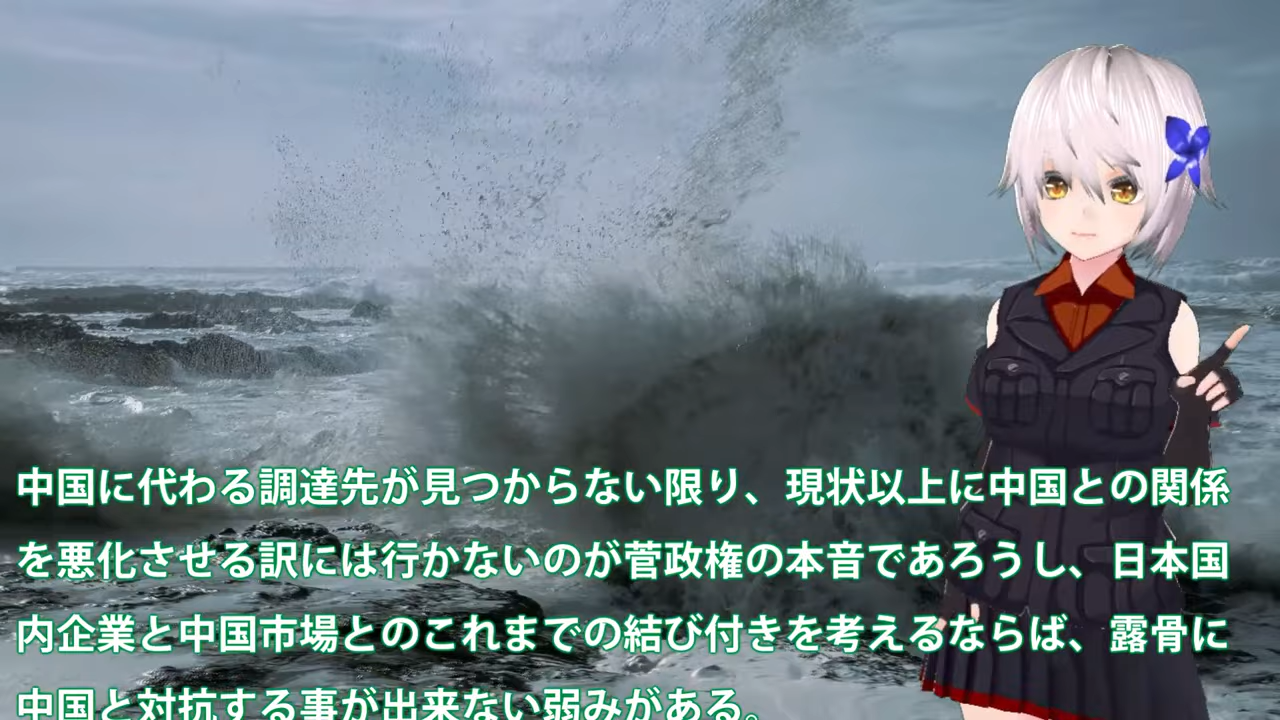 中国に代わる調達先が見つからない限り、現状以上に中国との関係
を悪化させる訳には行かないのが菅政権の本音であろうし、日本国
内企業と中国市場とのこれまでの結び付きを考えるならば、露骨に
中国と対抗する事が出来ない弱みがある。